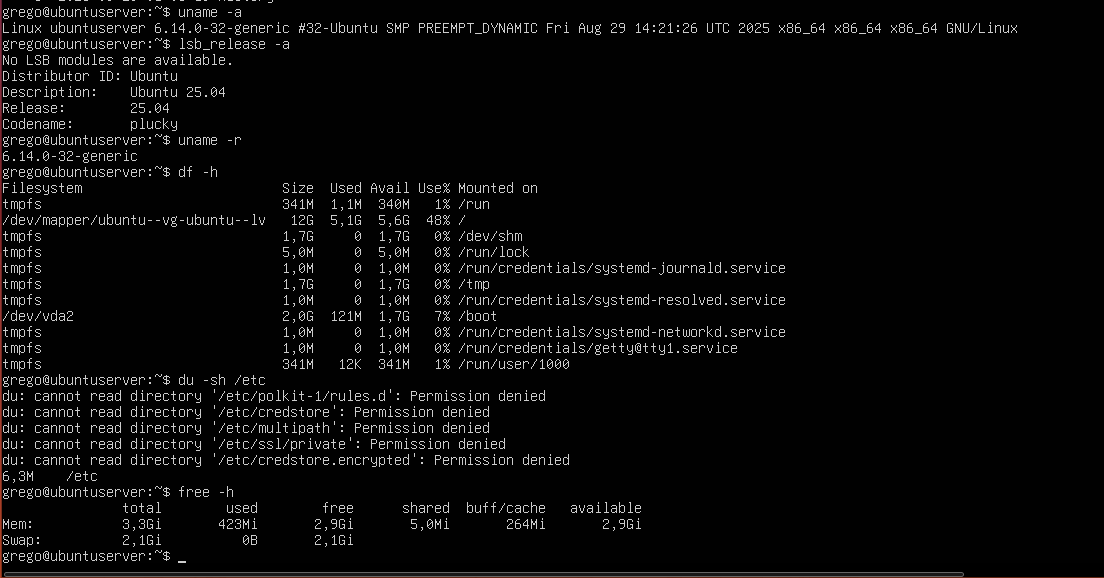 grego@ubuntuserver:~$ uname -a
Linux ubuntuserver 6.14.0-32-generic #32-Ubuntu SMP PREEMPT_DYNAMIC Fri Aug 29 14:21:26 UTC 2025 x86_64 x86_64 x86_64 GNU/Linux
grego@ubuntuserver:~$ lsb_release -a
No LSB modules are available.
Distributor ID: Ubuntu
Description:    Ubuntu 25.04
Release:        25.04
Codename:       plucky
grego@ubuntuserver:~$ uname -r
6.14.0-32-generic
grego@ubuntuserver:~$ df -h
Filesystem                         Size  Used Avail Use% Mounted on
tmpfs                              341M  1,1M  340M   1% /run
/dev/mapper/ubuntu--vg-ubuntu--lv   12G  5,1G  5,6G  48% /
tmpfs                              1,7G     0  1,7G   0% /dev/shm
tmpfs                              5,0M     0  5,0M   0% /run/lock
tmpfs                              1,0M     0  1,0M   0% /run/credentials/systemd-journald.service
tmpfs                              1,7G     0  1,7G   0% /tmp
tmpfs                              1,0M     0  1,0M   0% /run/credentials/systemd-resolved.service
/dev/vda2                          2,0G  121M  1,7G   7% /boot
tmpfs                              1,0M     0  1,0M   0% /run/credentials/systemd-networkd.service
tmpfs                              1,0M     0  1,0M   0% /run/credentials/getty@tty1.service
tmpfs                              341M   12K  341M   1% /run/user/1000
grego@ubuntuserver:~$ du -sh /etc
du: cannot read directory '/etc/polkit-1/rules.d': Permission denied
du: cannot read directory '/etc/credstore': Permission denied
du: cannot read directory '/etc/multipath': Permission denied
du: cannot read directory '/etc/ssl/private': Permission denied
du: cannot read directory '/etc/credstore.encrypted': Permission denied
6,3M    /etc
grego@ubuntuserver:~$ free -h
               total        used        free      shared  buff/cache   available
Mem:           3,3Gi       423Mi       2,9Gi       5,0Mi       264Mi       2,9Gi
Swap:          2,1Gi          0B       2,1Gi
grego@ubuntuserver:~$ _